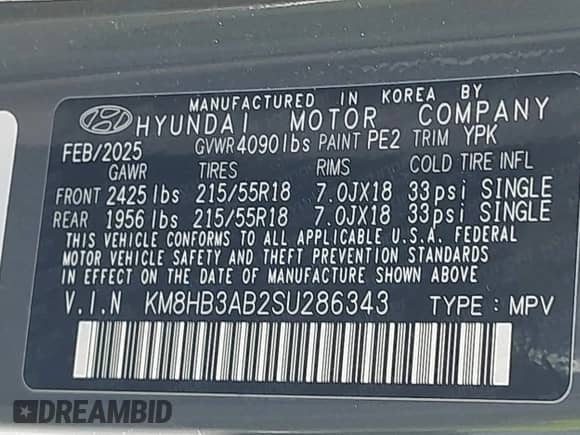 MANUFACTURED IN KOREA BY
HYUNDAI MOTOR COMPANY
FEB/2025 GVWR 4090lbs PAINT PE2 TRIM YPK
GAWR TIRES RIMS COLD TIRE INFL
FRONT 2425lbs 215/55R18 7.0JX18 33psi SINGLE
REAR 1956lbs 215/55R18 7.0JX18 33psi SINGLE
THIS VEHICLE CONFORMS TO ALL APPLICABLE U.S.A. FEDERAL
MOTOR VEHICLE SAFETY AND THEFT PREVENTION STANDARDS
IN EFFECT ON THE DATE OF MANUFACTURE SHOWN ABOVE.
V.I.N KM8HB3AB2SU286343 TYPE : MPV
DREAMBID